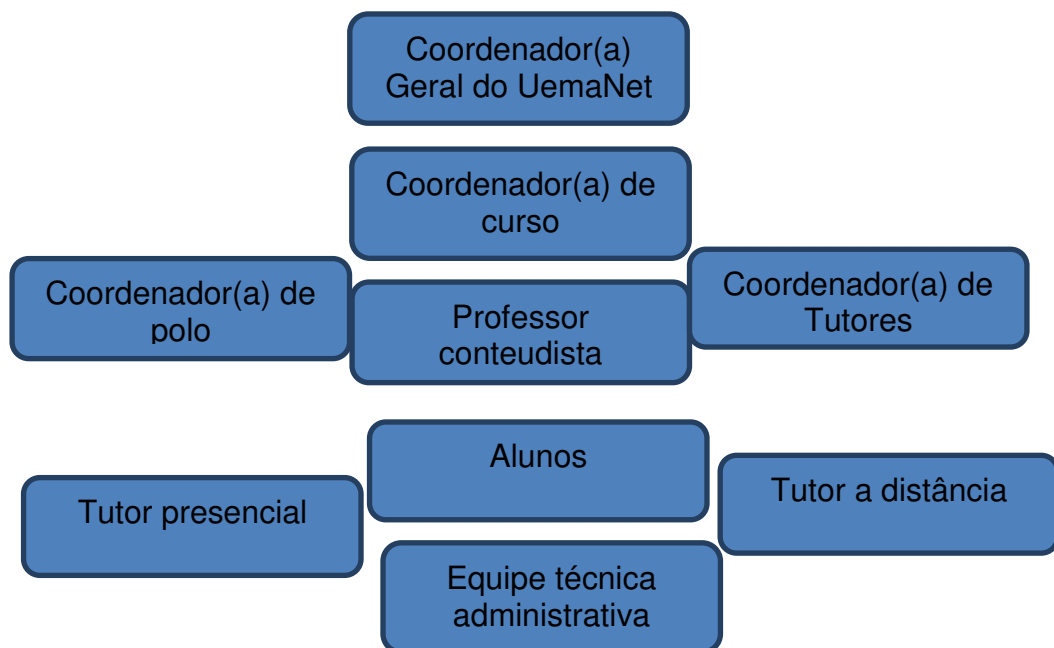 Coordenador(a)
Geral do UemaNet
Coordenador(a) de
curso
Coordenador(a) de
polo
Professor
conteudista
Coordenador(a) de
Tutores
Alunos
Tutor presencial
Tutor a distância
Equipe técnica
administrativa